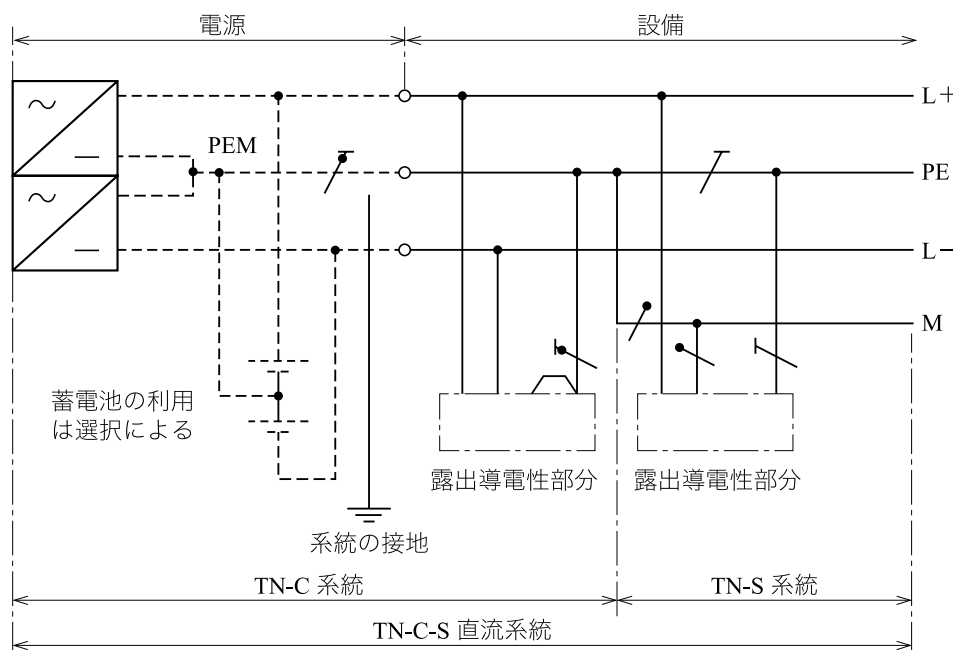 電源
設備
L+
PEM
PE
L−
M
蓄電池の利用
は選択による
露出導電性部分
露出導電性部分
系統の接地
TN-C 系統
TN-S 系統
TN-C-S 直流系統